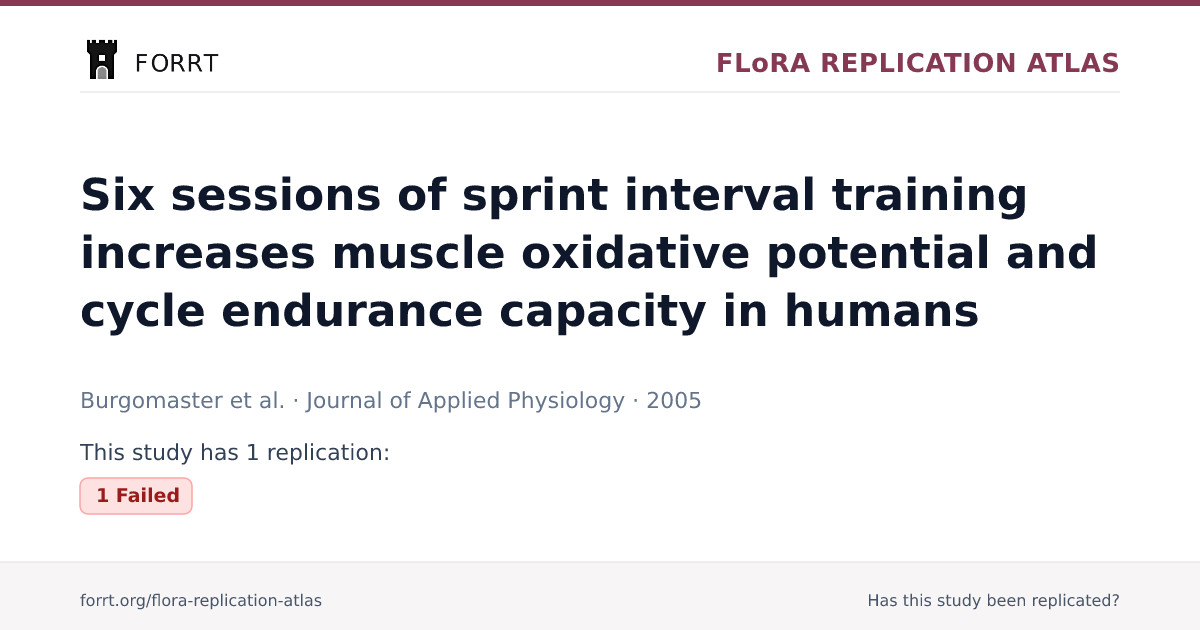 FORRT
FLoRA REPLICATION ATLAS
Six sessions of sprint interval training
increases muscle oxidative potential and
cycle endurance capacity in humans
Burgomaster et al. · Journal of Applied Physiology · 2005
This study has 1 replication:
1 Failed
forrt.org/flora-replication-atlas
Has this study been replicated?